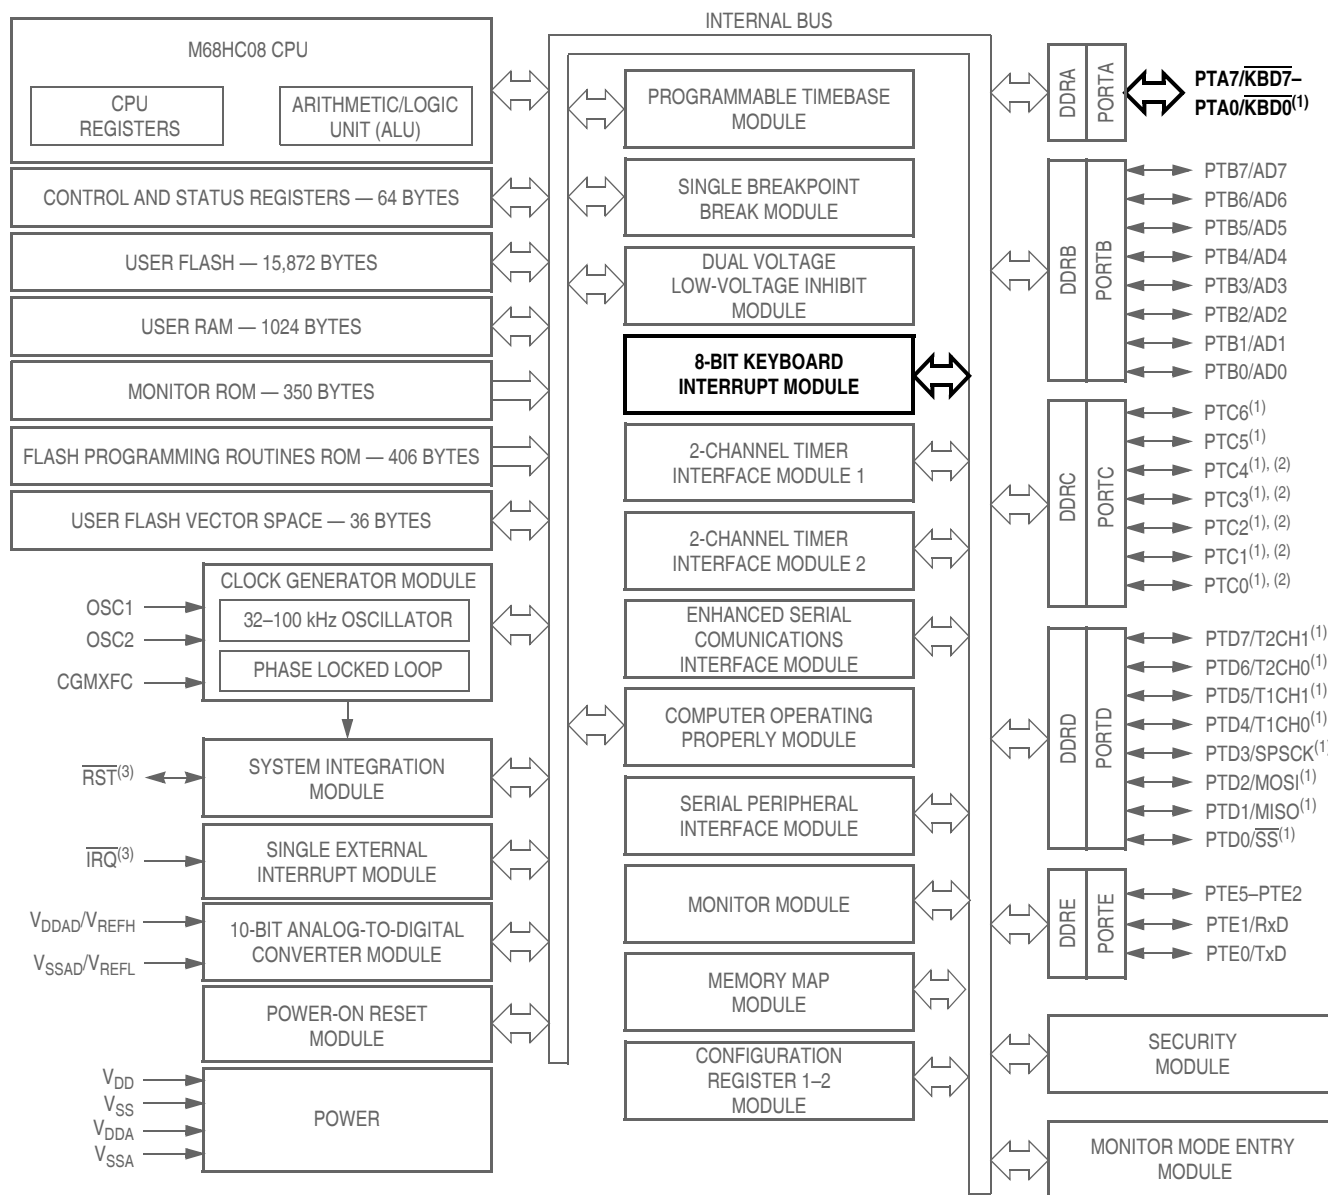 INTERNAL BUS
M68HC08 CPU
CPU
REGISTERS
ARITHMETIC/LOGIC
UNIT (ALU)
CONTROL AND STATUS REGISTERS — 64 BYTES
USER FLASH — 15,872 BYTES
USER RAM — 1024 BYTES
MONITOR ROM — 350 BYTES
FLASH PROGRAMMING ROUTINES ROM — 406 BYTES
USER FLASH VECTOR SPACE — 36 BYTES
CLOCK GENERATOR MODULE
32–100 kHz OSCILLATOR
PHASE LOCKED LOOP
OSC1
OSC2
CGMXFC
SYSTEM INTEGRATION
MODULE
RST(3)
SINGLE EXTERNAL
INTERRUPT MODULE
IRQ(3)
10-BIT ANALOG-TO-DIGITAL
CONVERTER MODULE
VDDAD/VREFH
VSSAD/VREFL
POWER-ON RESET
MODULE
POWER
VDD
VSS
VDDA
VSSA
PROGRAMMABLE TIMEBASE
MODULE
SINGLE BREAKPOINT
BREAK MODULE
DUAL VOLTAGE
LOW-VOLTAGE INHIBIT
MODULE
8-BIT KEYBOARD
INTERRUPT MODULE
2-CHANNEL TIMER
INTERFACE MODULE 1
2-CHANNEL TIMER
INTERFACE MODULE 2
ENHANCED SERIAL
COMUNICATIONS
INTERFACE MODULE
COMPUTER OPERATING
PROPERLY MODULE
SERIAL PERIPHERAL
INTERFACE MODULE
MONITOR MODULE
MEMORY MAP
MODULE
CONFIGURATION
REGISTER 1–2
MODULE
DDRA
PORTA
PTA7/KBD7–
PTA0/KBD0(1)
DDRB
PORTB
PTB7/AD7
PTB6/AD6
PTB5/AD5
PTB4/AD4
PTB3/AD3
PTB2/AD2
PTB1/AD1
PTB0/AD0
DDRC
PORTC
PTC6(1)
PTC5(1)
PTC4(1), (2)
PTC3(1), (2)
PTC2(1), (2)
PTC1(1), (2)
PTC0(1), (2)
DDRD
PORTD
PTD7/T2CH1(1)
PTD6/T2CH0(1)
PTD5/T1CH1(1)
PTD4/T1CH0(1)
PTD3/SPSCK(1)
PTD2/MOSI(1)
PTD1/MISO(1)
PTD0/SS(1)
DDRE
PORTE
PTE5–PTE2
PTE1/RxD
PTE0/TxD
SECURITY
MODULE
MONITOR MODE ENTRY
MODULE